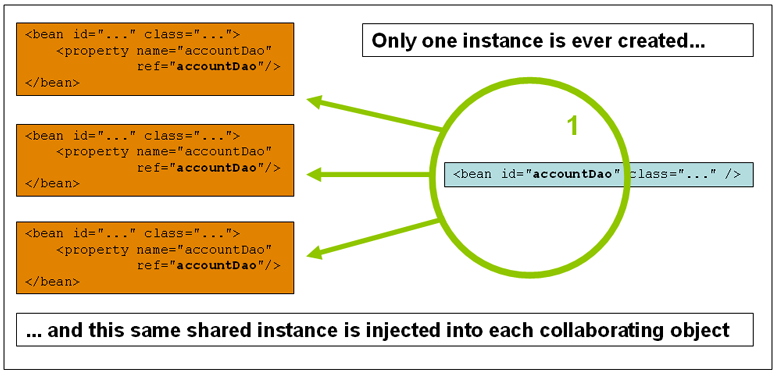 <bean id="..." class="...">
<property name="accountDao"
ref="accountDao"/>
</bean>
Only one instance is ever created...
1
<bean id="..." class="...">
<property name="accountDao"
ref="accountDao"/>
</bean>
<bean id="accountDao" class="..." />
<bean id="..." class="...">
<property name="accountDao"
ref="accountDao"/>
</bean>
... and this same shared instance is injected into each collaborating object